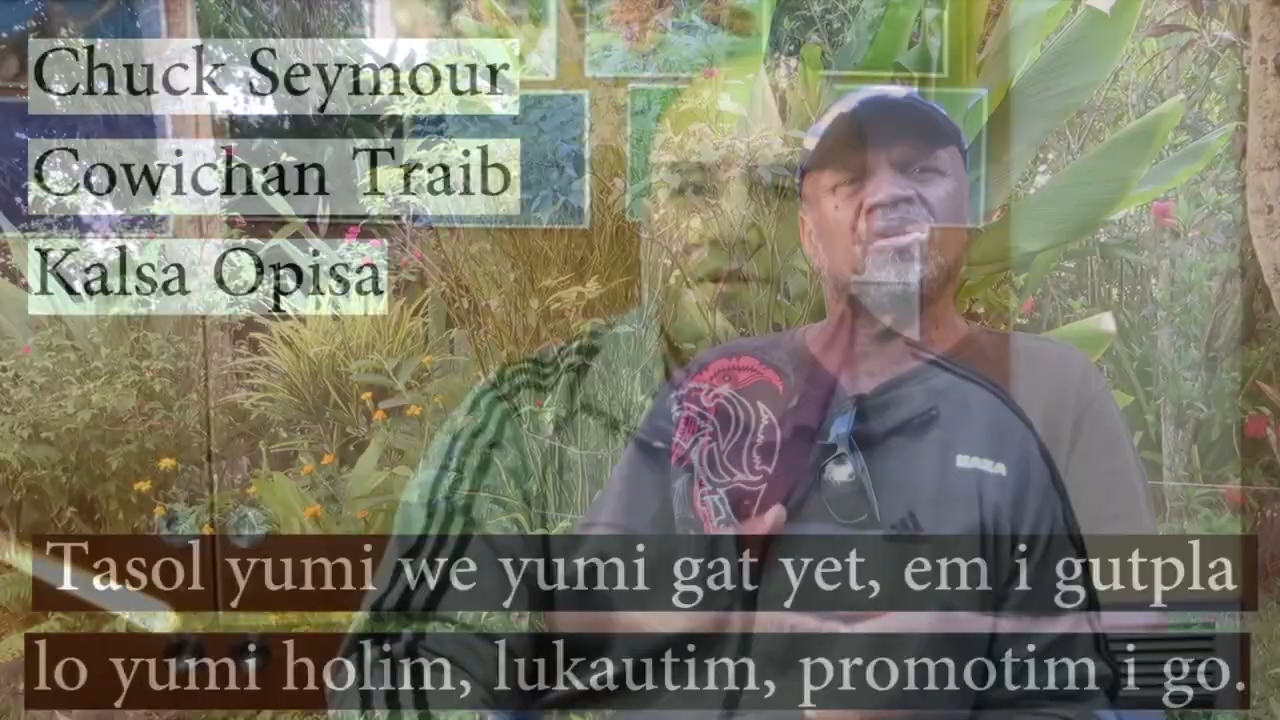 Chuck Seymour
Cowichan Traib
Kalsa Opisa
Tasol yumi we yumi gat yet, em i gutpla
lo yumi holim, lukautim, promotim i go.